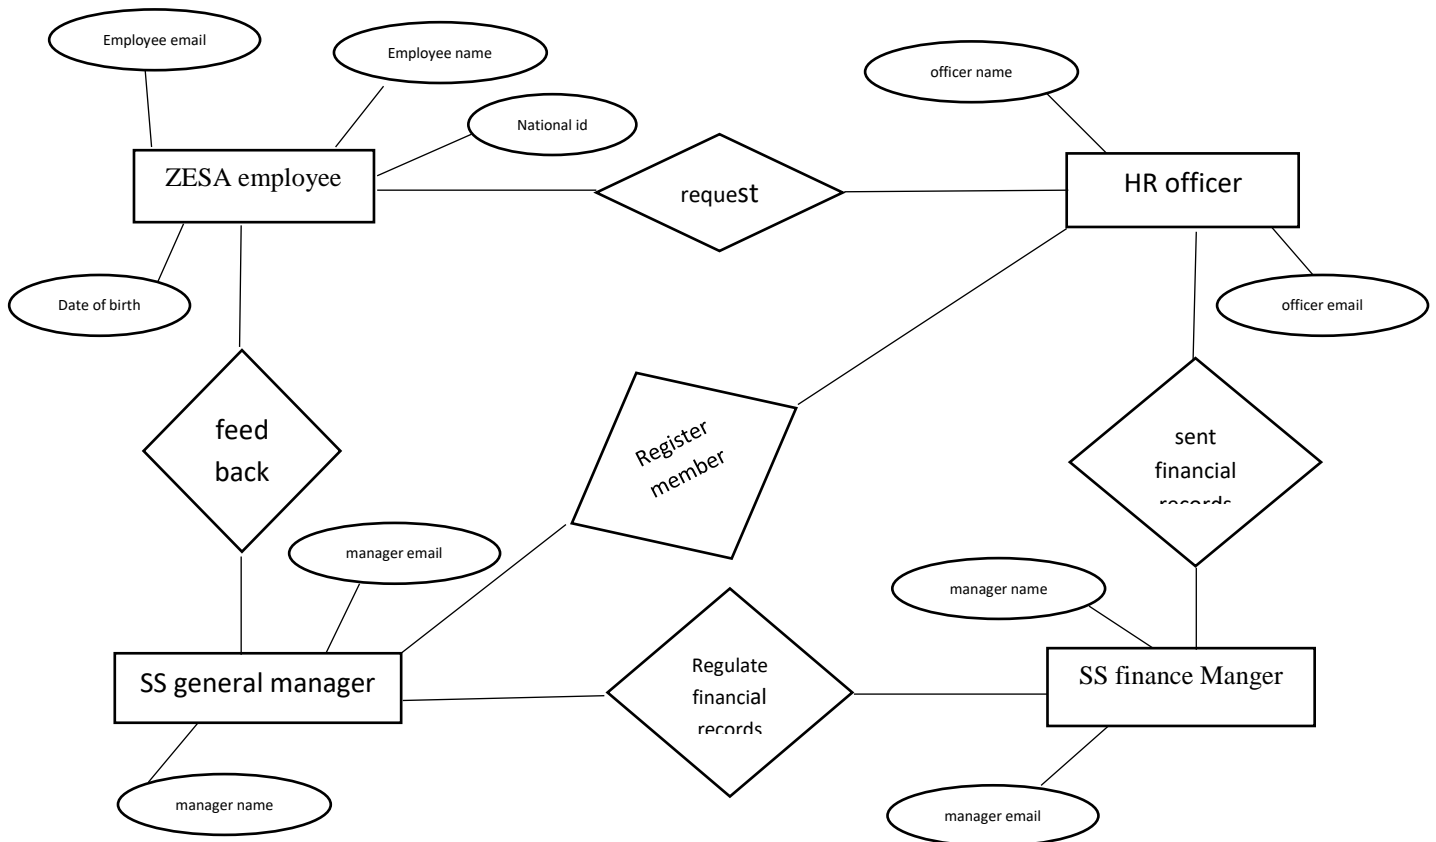 Employee email
Employee name
officer name
National id
ZESA employee
request
HR officer
Date of birth
officer email
feed
back
Register
member
sent
financial
records
manager email
manager name
SS general manager
Regulate
financial
records
SS finance Manger
manager name
manager email